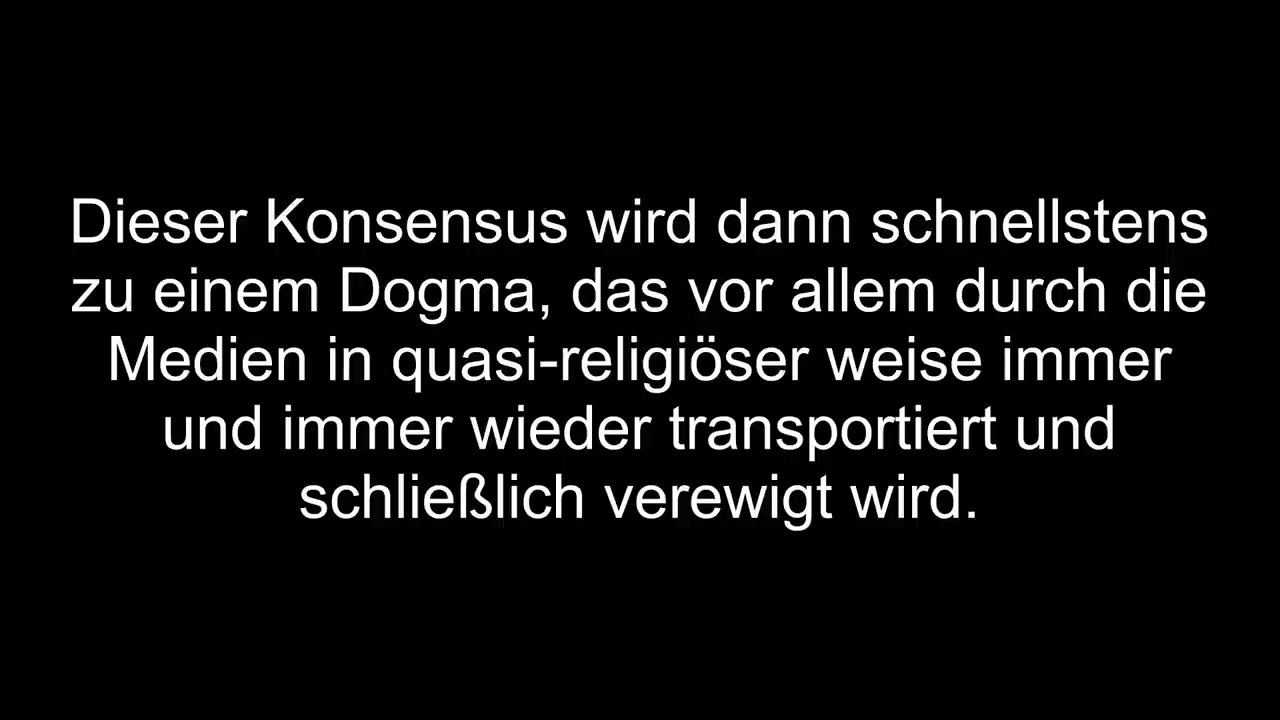 Dieser Konsensus wird dann schnellstens
zu einem Dogma, das vor allem durch die
Medien in quasi-religiöser weise immer
und immer wieder transportiert und
schließlich verewigt wird.